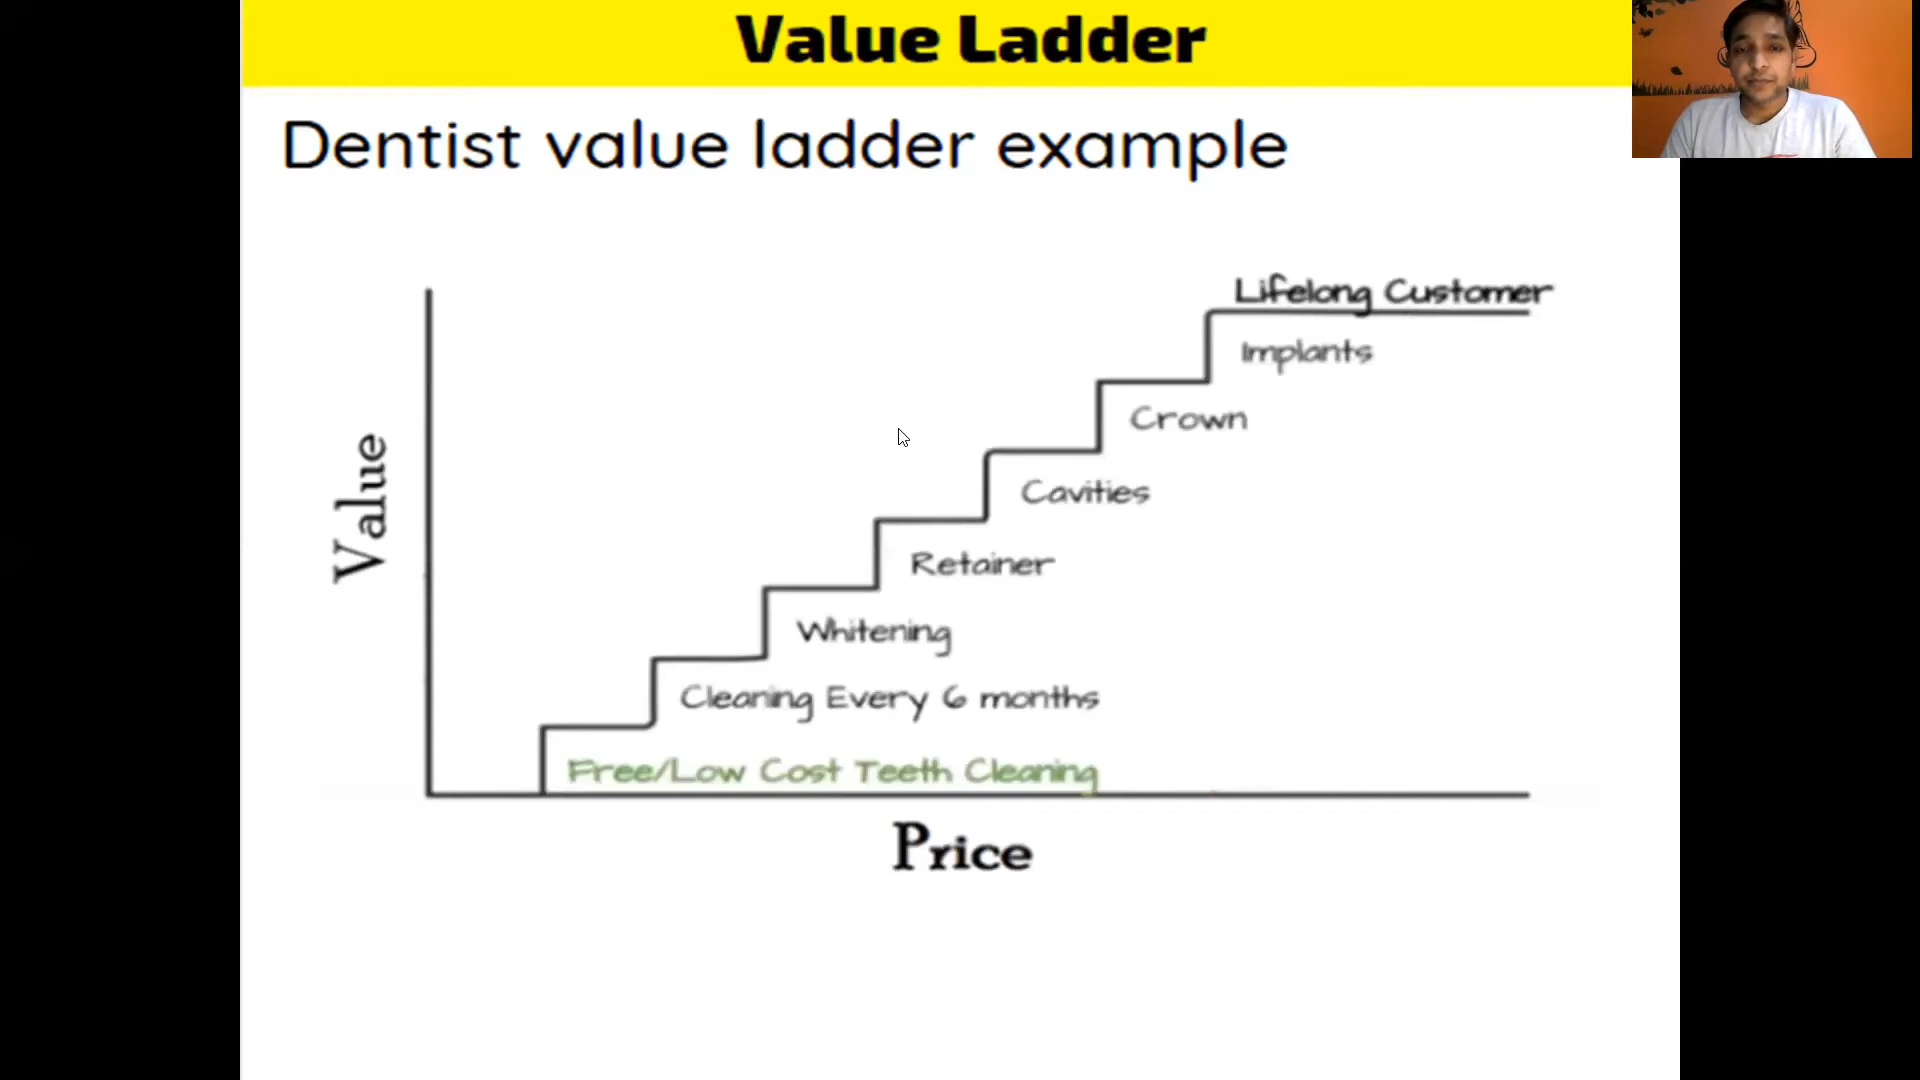 Value Ladder
Dentist value ladder example
Lifelong Customer
Implants
Crown
Cavities
Retainer
Whitening
Cleaning Every 6 months
Free/Low Cost Teeth Cleaning
Value
Price